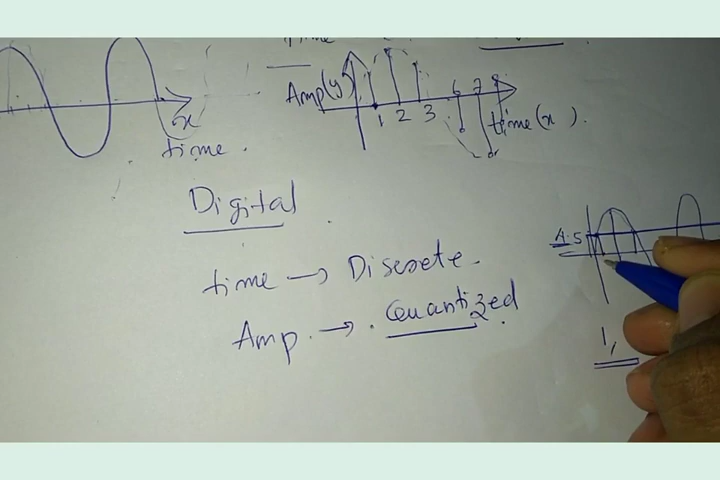 Amp(y)
1 2 3 6 7 8
time(x).
x
time.
Digital
time → Discrete.
Amp. → Quantized
4.5
1,